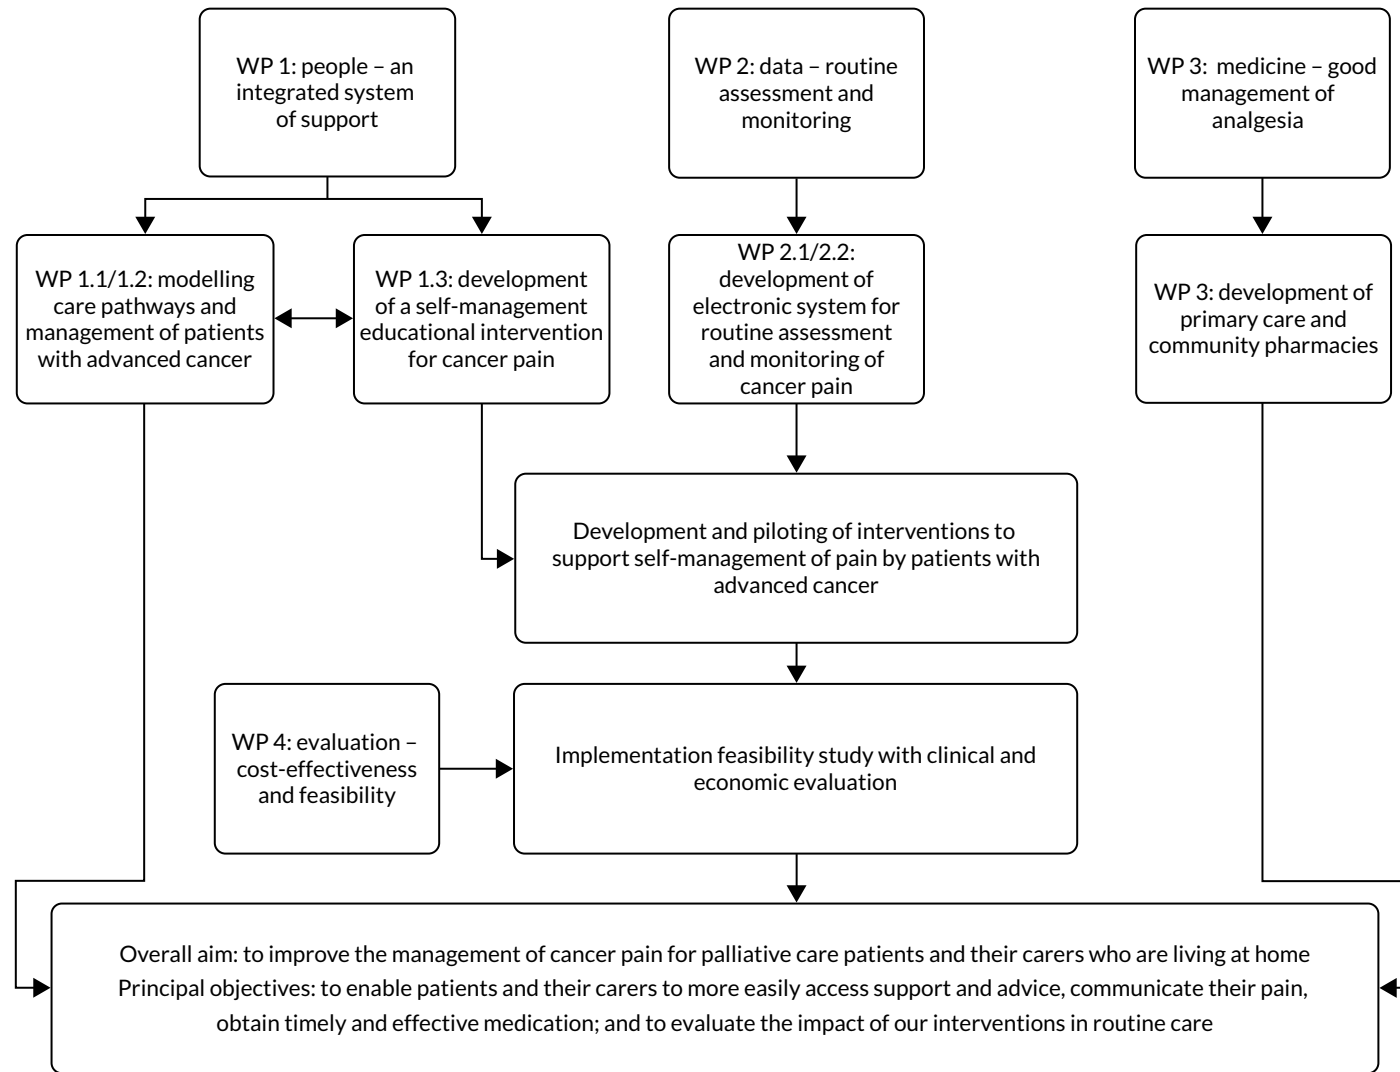 WP 1: people – an
integrated system
of support
WP 2: data – routine
assessment and
monitoring
WP 3: medicine – good
management of
analgesia
WP 1.1/1.2: modelling
care pathways and
management of patients
with advanced cancer
WP 1.3: development
of a self-management
educational intervention
for cancer pain
WP 2.1/2.2:
development of
electronic system for
routine assessment
and monitoring of
cancer pain
WP 3: development of
primary care and
community pharmacies
Development and piloting of interventions to
support self-management of pain by patients with
advanced cancer
WP 4: evaluation –
cost-effectiveness
and feasibility
Implementation feasibility study with clinical and
economic evaluation
Overall aim: to improve the management of cancer pain for palliative care patients and their carers who are living at home
Principal objectives: to enable patients and their carers to more easily access support and advice, communicate their pain,
obtain timely and effective medication; and to evaluate the impact of our interventions in routine care